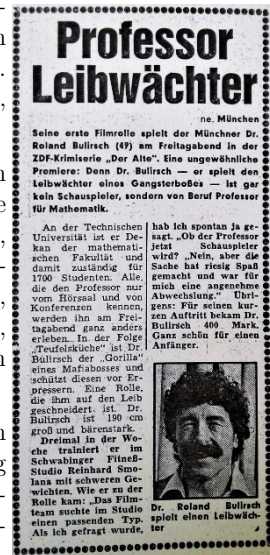 Professor
Leibwächter
ne. München
Seine erste Filmrolle spielt der Münchner Dr.
Roland Bulirsch (49) am Freitagabend in der
ZDF-Krimiserie „Der Alte". Eine ungewöhnliche
Premiere: Denn Dr. Bulirsch — er spielt den
Leibwächter eines Gangsterboßes — ist gar
kein Schauspieler, sondern von Beruf Professor
für Mathematik.
An der Technischen
Universität ist er De-
kan der mathemati-
schen Fakultät und
damit zuständig für
1700 Studenten. Alle,
die den Professor nur
vom Hörsaal und von
Konferenzen kennen,
werden ihn am Frei-
tagabend ganz anders
erleben. In der Folge
„Teufelsküche" ist Dr.
Bulirsch der „Gorilla"
eines Mafiabosses und
schützt diesen vor Er-
pressern. Eine Rolle,
die ihm auf den Leib
geschneidert ist. Dr.
Bulirsch ist 190 cm
groß und bärenstark.
Dreimal in der Wo-
che trainiert er im
Schwabinger Fitneß-
Studio Reinhard Smo-
lana mit schweren Ge-
wichten. Wie er zu der
Rolle kam: „Das Film-
team suchte im Studio
einen passenden Typ.
Als ich gefragt wurde,
hab ich spontan ja ge-
sagt. „Ob der Professor
jetzt Schauspieler
wird? „Nein, aber die
Sache hat riesig Spaß
gemacht und war für
mich eine angenehme
Abwechslung." Übri-
gens: Für seinen kur-
zen Auftritt bekam Dr.
Bulirsch 400 Mark.
Ganz schön für einen
Anfänger.
Dr. Roland Bulirsch
spielt einen Leibwäch-
ter